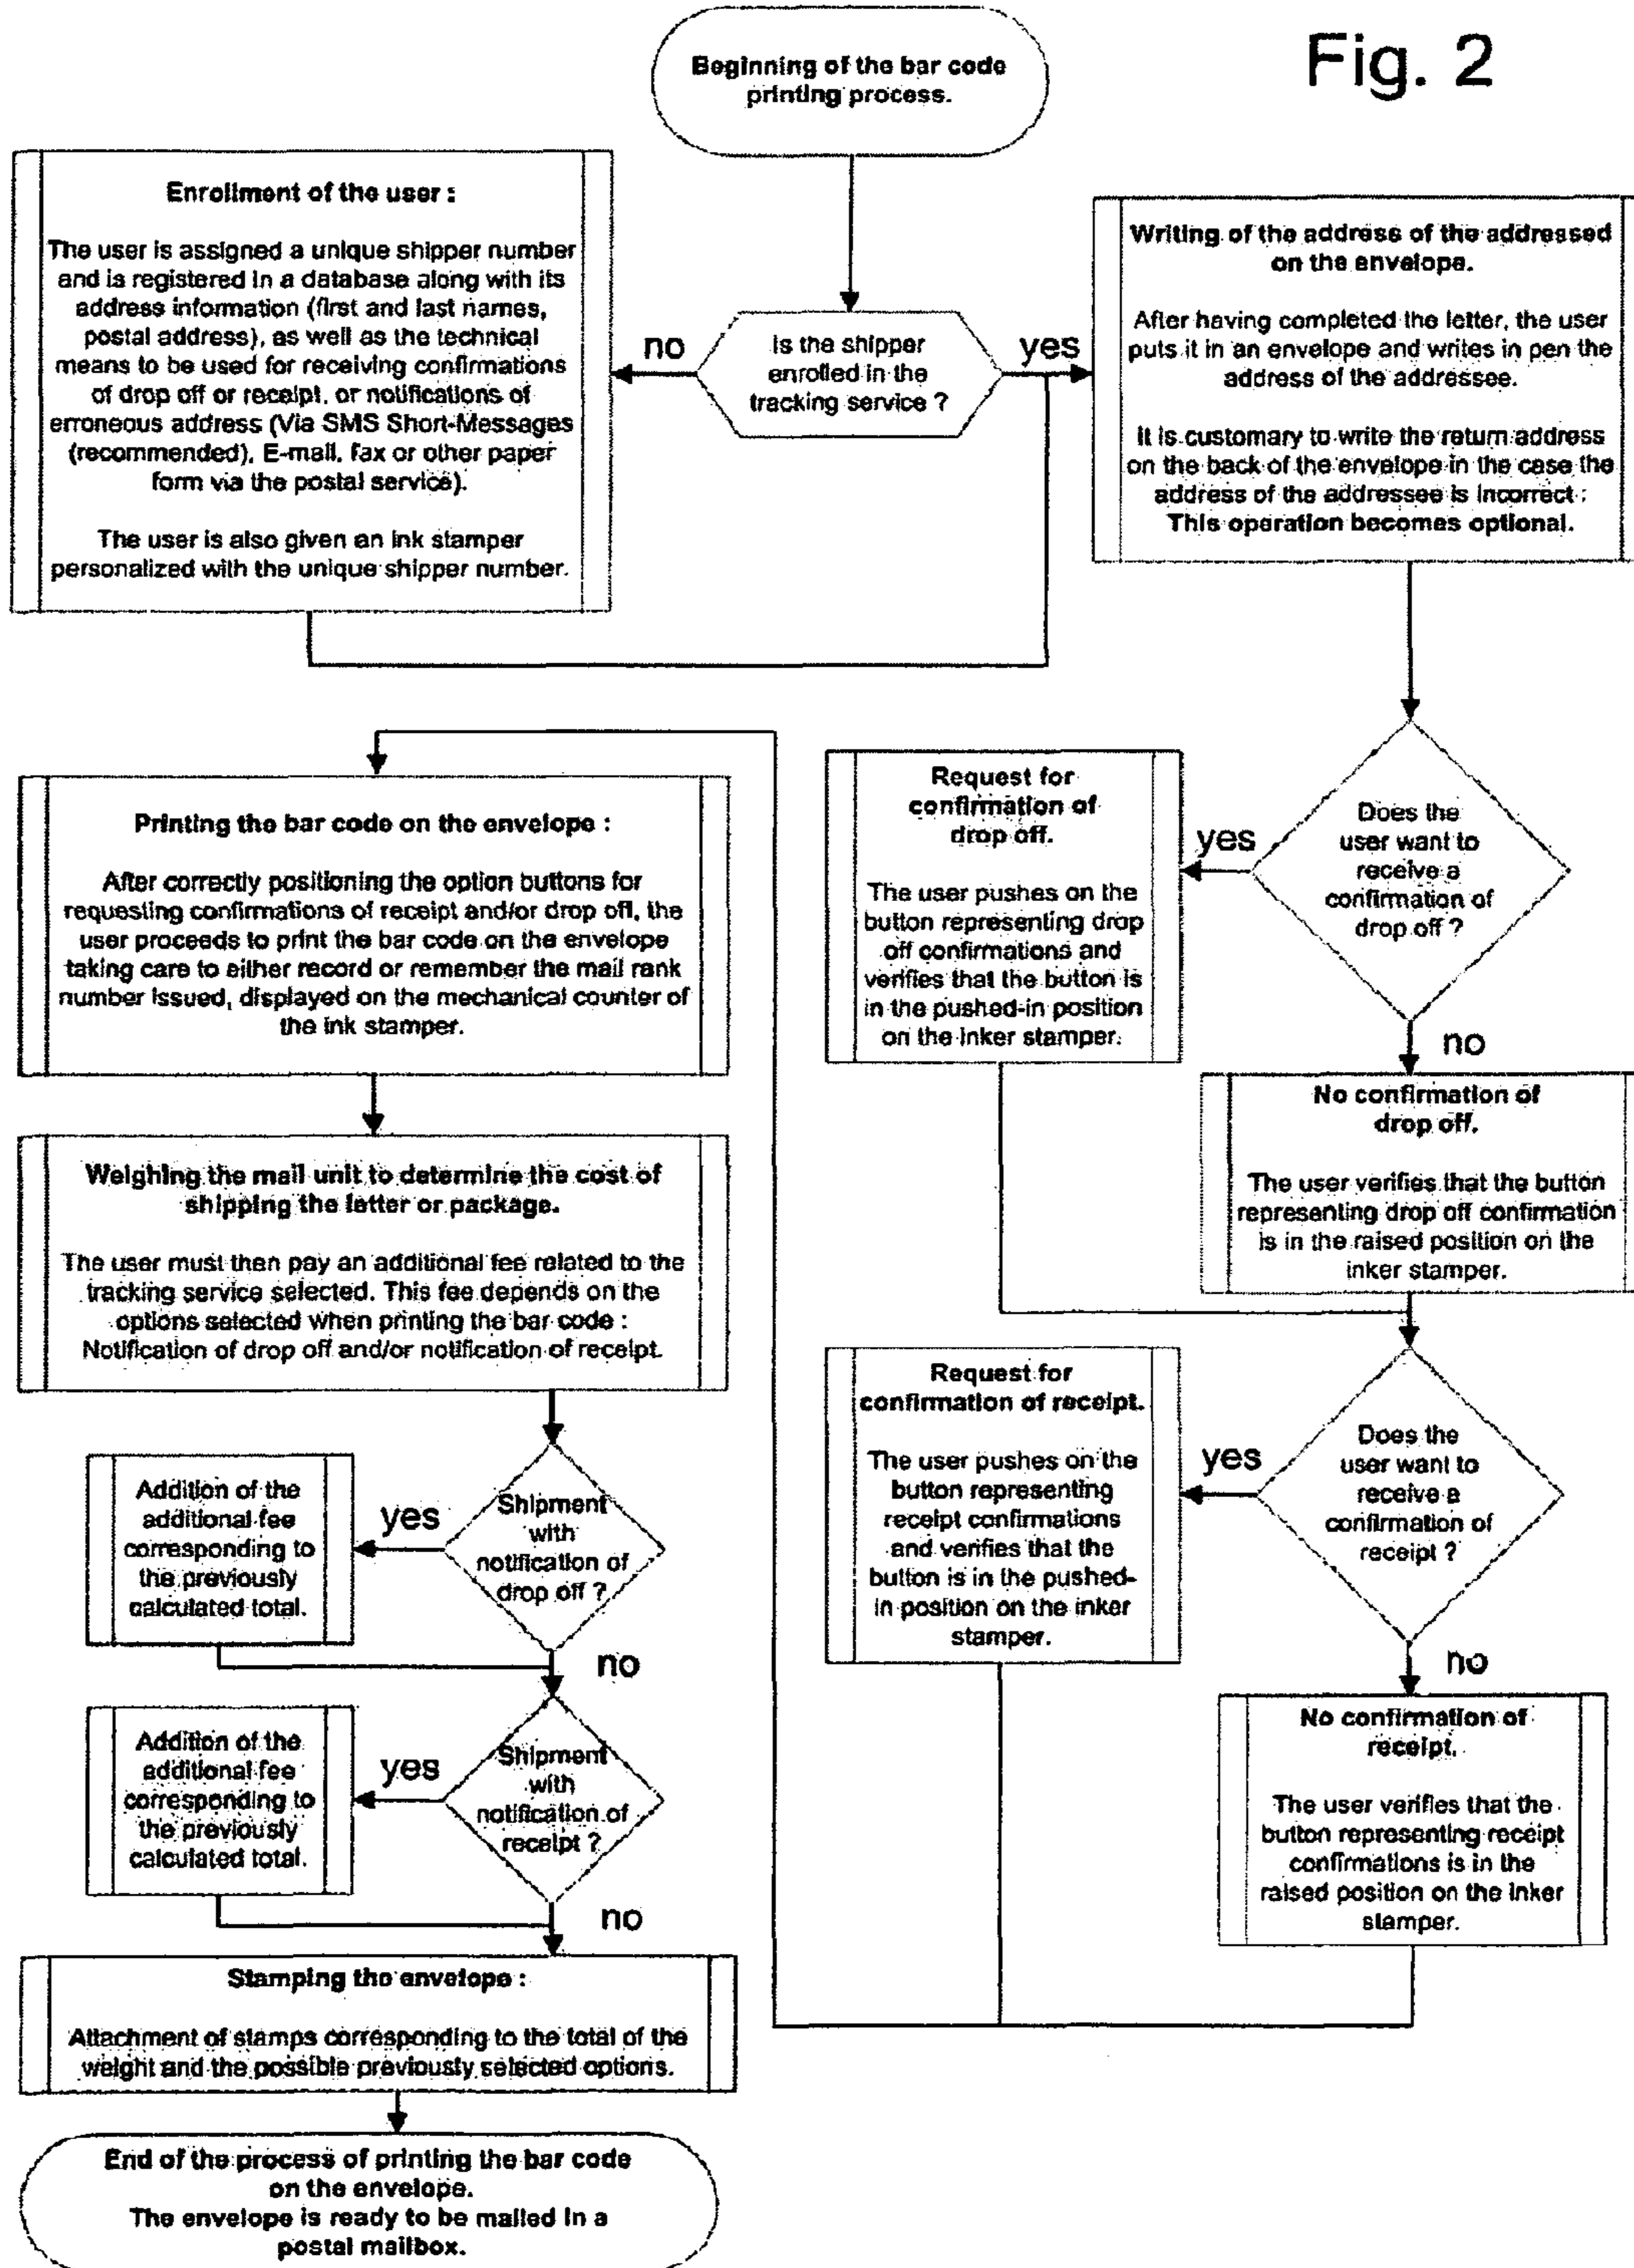 Fig. 2
Beginning of the bar code
printing process.
Enrollment of the user :
The user is assigned a unique shipper number
and is registered in a database along with its
address information (first and last names,
postal address), as well as the technical
means to be used for receiving confirmations
of drop off or receipt, or notifications of
erroneous address (Via SMS Short-Messages
(recommended), E-mail, fax or other paper
form via the postal service).
The user is also given an ink stamper
personalized with the unique shipper number.
no
Is the shipper
enrolled in the
tracking service ?
yes
Writing of the address of the addressed
on the envelope.
After having completed the letter, the user
puts it in an envelope and writes in pen the
address of the addressee.
It is customary to write the return address
on the back of the envelope in the case the
address of the addressee is incorrect :
This operation becomes optional.
Does the
user want to
receive a
confirmation of
drop off ?
yes
Request for
confirmation of
drop off.
The user pushes on the
button representing drop
off confirmations and
verifies that the button is
in the pushed-in position
on the inker stamper.
no
No confirmation of
drop off.
The user verifies that the button
representing drop off confirmation
is in the raised position on the
inker stamper.
Does the
user want to
receive a
confirmation of
receipt ?
yes
Request for
confirmation of receipt.
The user pushes on the
button representing
receipt confirmations
and verifies that the
button is in the pushed-
in position on the inker
stamper.
no
No confirmation of
receipt.
The user verifies that the
button representing receipt
confirmations is in the
raised position on the inker
stamper.
Printing the bar code on the envelope :
After correctly positioning the option buttons for
requesting confirmations of receipt and/or drop off, the
user proceeds to print the bar code on the envelope
taking care to either record or remember the mail rank
number issued, displayed on the mechanical counter of
the ink stamper.
Weighing the mail unit to determine the cost of
shipping the letter or package.
The user must then pay an additional fee related to the
tracking service selected. This fee depends on the
options selected when printing the bar code :
Notification of drop off and/or notification of receipt.
Shipment
with
notification of
drop off ?
yes
Addition of the
additional fee
corresponding to
the previously
calculated total.
no
Shipment
with
notification of
receipt ?
yes
Addition of the
additional fee
corresponding to
the previously
calculated total.
no
Stamping the envelope :
Attachment of stamps corresponding to the total of the
weight and the possible previously selected options.
End of the process of printing the bar code
on the envelope.
The envelope is ready to be mailed in a
postal mailbox.